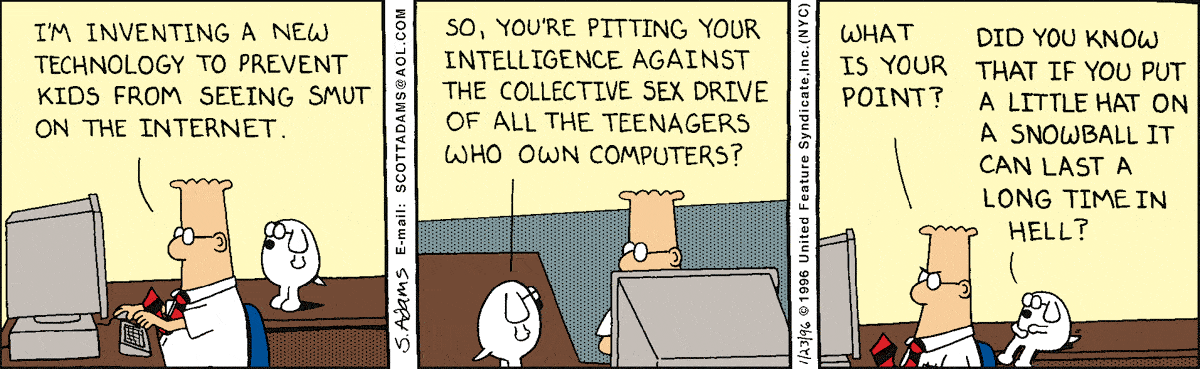 I'M INVENTING A NEW
TECHNOLOGY TO PREVENT
KIDS FROM SEEING SMUT
ON THE INTERNET.
S. Adams E-mail: SCOTTADAMS@AOL.COM
SO, YOU'RE PITTING YOUR
INTELLIGENCE AGAINST
THE COLLECTIVE SEX DRIVE
OF ALL THE TEENAGERS
WHO OWN COMPUTERS?
1/23/96 © 1996 United Feature Syndicate, Inc. (NYC)
WHAT
IS YOUR
POINT?
DID YOU KNOW
THAT IF YOU PUT
A LITTLE HAT ON
A SNOWBALL IT
CAN LAST A
LONG TIME IN
HELL?